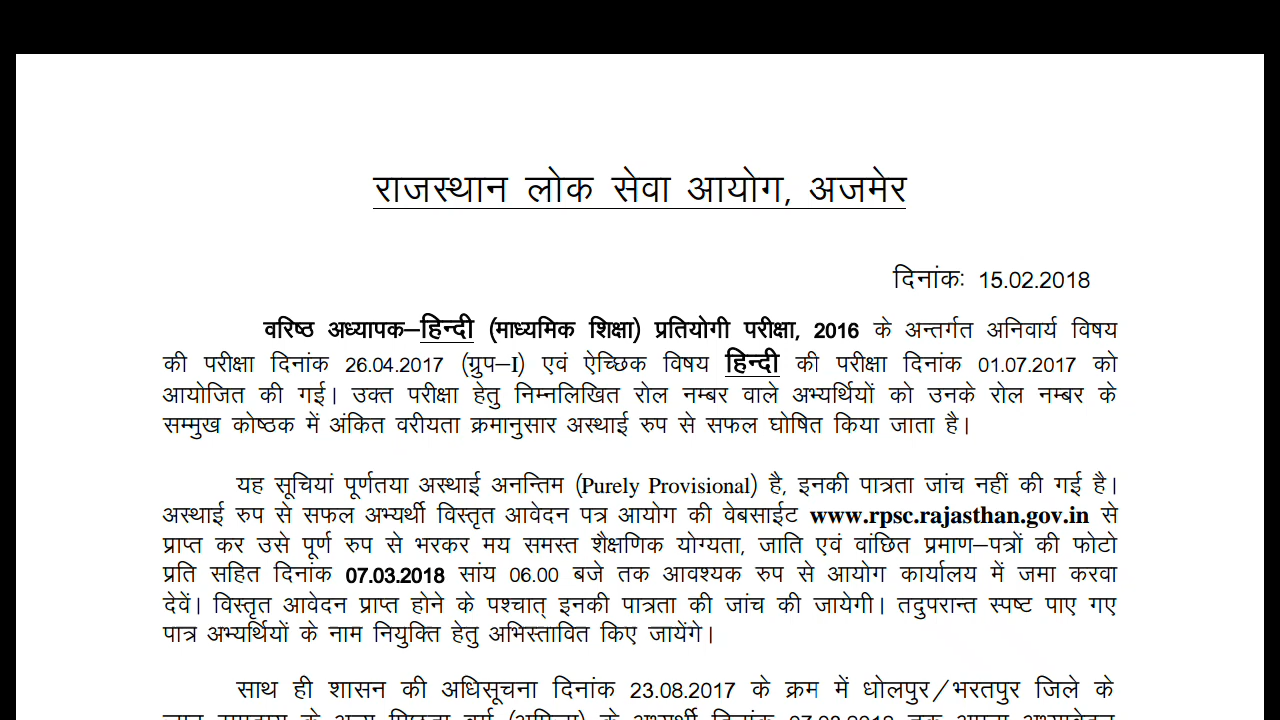 राजस्थान लोक सेवा आयोग, अजमेर
दिनांकः 15.02.2018
वरिष्ठ अध्यापक–हिन्दी (माध्यमिक शिक्षा) प्रतियोगी परीक्षा, 2016 के अन्तर्गत अनिवार्य विषय
की परीक्षा दिनांक 26.04.2017 (ग्रुप–I) एवं ऐच्छिक विषय हिन्दी की परीक्षा दिनांक 01.07.2017 को
आयोजित की गई। उक्त परीक्षा हेतु निम्नलिखित रोल नम्बर वाले अभ्यर्थियों को उनके रोल नम्बर के
सम्मुख कोष्ठक में अंकित वरीयता क्रमानुसार अस्थाई रुप से सफल घोषित किया जाता है।
यह सूचियां पूर्णतया अस्थाई अनन्तिम (Purely Provisional) है, इनकी पात्रता जांच नहीं की गई है।
अस्थाई रुप से सफल अभ्यर्थी विस्तृत आवेदन पत्र आयोग की वेबसाईट www.rpsc.rajasthan.gov.in से
प्राप्त कर उसे पूर्ण रुप से भरकर मय समस्त शैक्षणिक योग्यता, जाति एवं वांछित प्रमाण–पत्रों की फोटो
प्रति सहित दिनांक 07.03.2018 सांय 06.00 बजे तक आवश्यक रुप से आयोग कार्यालय में जमा करवा
देवें। विस्तृत आवेदन प्राप्त होने के पश्चात् इनकी पात्रता की जांच की जायेगी। तदुपरान्त स्पष्ट पाए गए
पात्र अभ्यर्थियों के नाम नियुक्ति हेतु अभिस्तावित किए जायेंगे।
साथ ही शासन की अधिसूचना दिनांक 23.08.2017 के क्रम में धोलपुर/भरतपुर जिले के